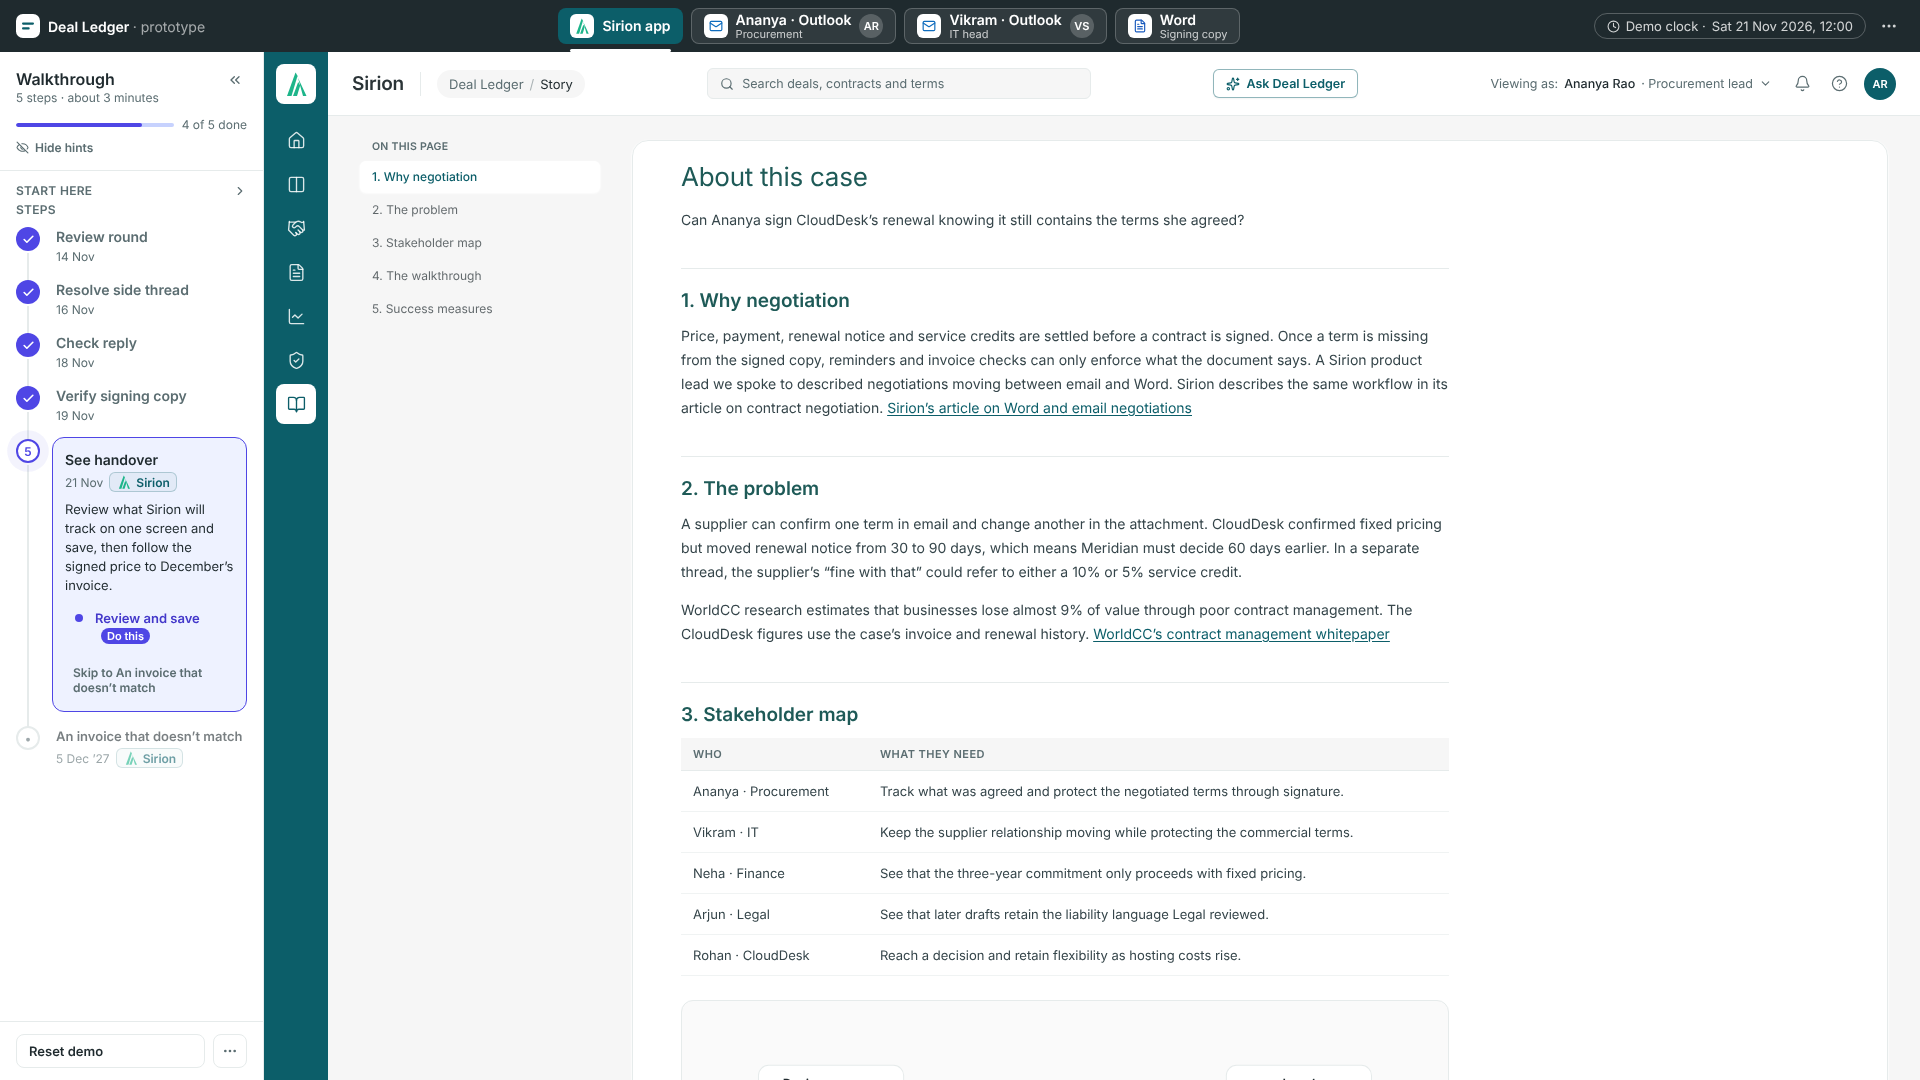 Deal Ledger · prototype
Sirion app
Ananya · Outlook
Procurement
AR
Vikram · Outlook
IT head
VS
Word
Signing copy
Demo clock · Sat 21 Nov 2026, 12:00
Walkthrough
5 steps · about 3 minutes
4 of 5 done
Hide hints
START HERE
STEPS
Review round
14 Nov
Resolve side thread
16 Nov
Check reply
18 Nov
Verify signing copy
19 Nov
5
See handover
21 Nov Sirion
Review what Sirion will
track on one screen and
save, then follow the
signed price to December’s
invoice.
Review and save
Do this
Skip to An invoice that
doesn’t match
An invoice that doesn’t match
5 Dec ’27 Sirion
Reset demo
Sirion
Deal Ledger / Story
Search deals, contracts and terms
Ask Deal Ledger
Viewing as: Ananya Rao · Procurement lead
AR
ON THIS PAGE
1. Why negotiation
2. The problem
3. Stakeholder map
4. The walkthrough
5. Success measures
About this case
Can Ananya sign CloudDesk’s renewal knowing it still contains the terms she agreed?
1. Why negotiation
Price, payment, renewal notice and service credits are settled before a contract is signed. Once a term is missing
from the signed copy, reminders and invoice checks can only enforce what the document says. A Sirion product
lead we spoke to described negotiations moving between email and Word. Sirion describes the same workflow in its
article on contract negotiation. Sirion’s article on Word and email negotiations
2. The problem
A supplier can confirm one term in email and change another in the attachment. CloudDesk confirmed fixed pricing
but moved renewal notice from 30 to 90 days, which means Meridian must decide 60 days earlier. In a separate
thread, the supplier’s “fine with that” could refer to either a 10% or 5% service credit.
WorldCC research estimates that businesses lose almost 9% of value through poor contract management. The
CloudDesk figures use the case’s invoice and renewal history. WorldCC’s contract management whitepaper
3. Stakeholder map
WHO WHAT THEY NEED
Ananya · Procurement Track what was agreed and protect the negotiated terms through signature.
Vikram · IT Keep the supplier relationship moving while protecting the commercial terms.
Neha · Finance See that the three-year commitment only proceeds with fixed pricing.
Arjun · Legal See that later drafts retain the liability language Legal reviewed.
Rohan · CloudDesk Reach a decision and retain flexibility as hosting costs rise.